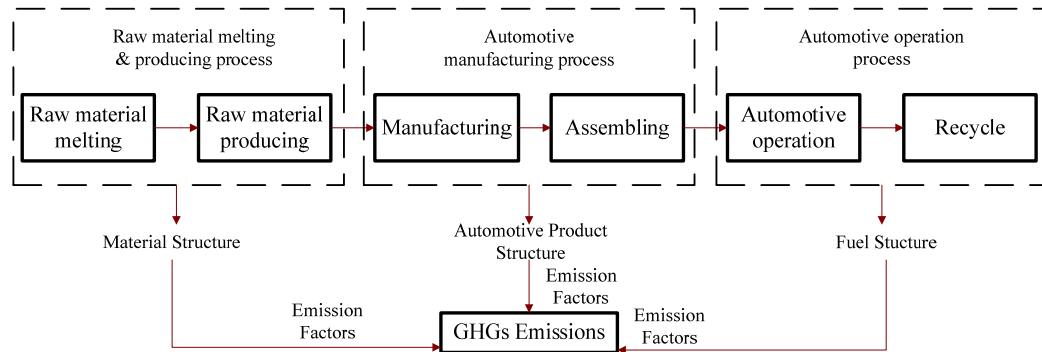 Raw material melting
& producing process
Automotive
manufacturing process
Automotive operation
process
Raw material
melting
Raw material
producing
Manufacturing
Assembling
Automotive
operation
Recycle
Material Structure
Automotive Product
Structure
Fuel Stucture
Emission
Factors
Emission
Factors
Emission
Factors
GHGs Emissions